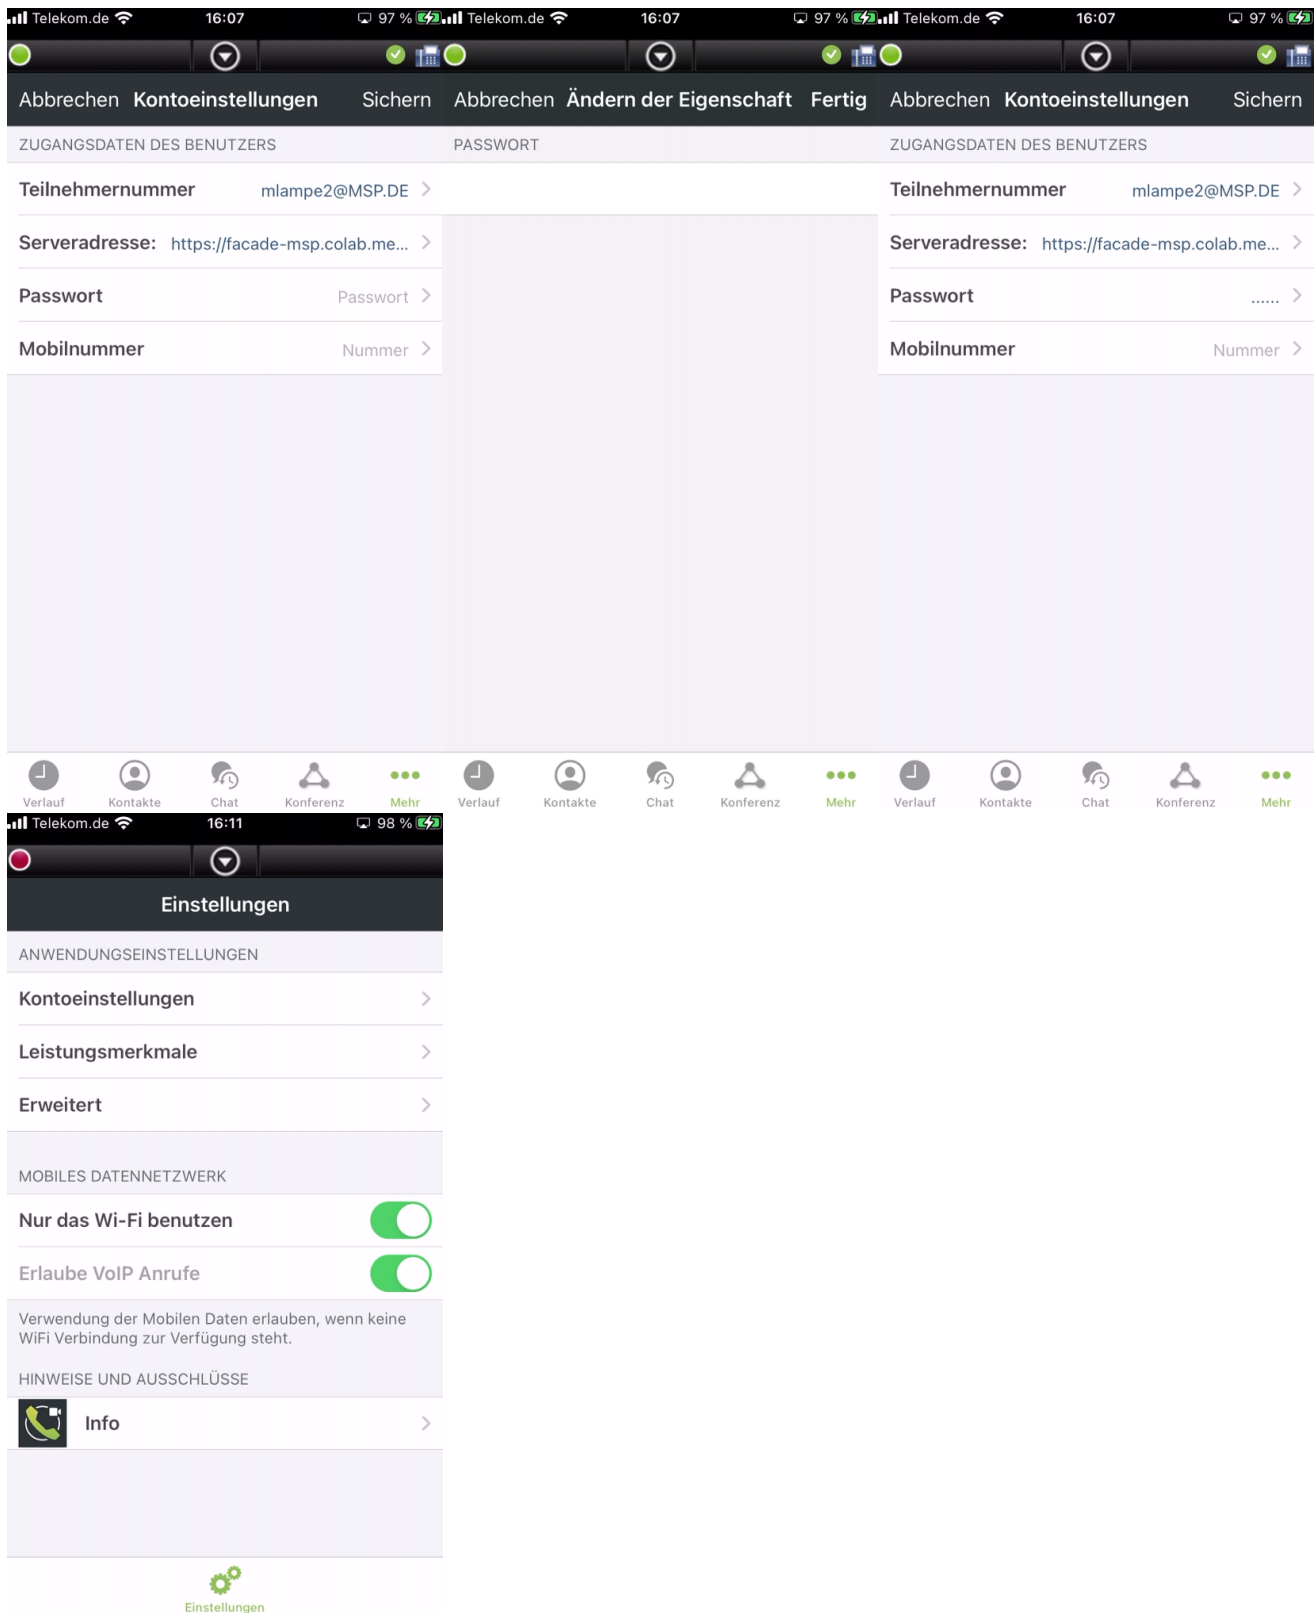 Telekom.de 16:07 97 %
Abbrechen Kontoeinstellungen Sichern
ZUGANGSDATEN DES BENUTZERS
Teilnehmernummer mlampe2@MSP.DE
Serveradresse: https://facade-msp.colab.me...
Passwort Passwort
Mobilnummer Nummer
Verlauf Kontakte Chat Konferenz Mehr
Telekom.de 16:07 97 %
Abbrechen Ändern der Eigenschaft Fertig
PASSWORT
Verlauf Kontakte Chat Konferenz Mehr
Telekom.de 16:07 97 %
Abbrechen Kontoeinstellungen Sichern
ZUGANGSDATEN DES BENUTZERS
Teilnehmernummer mlampe2@MSP.DE
Serveradresse: https://facade-msp.colab.me...
Passwort ......
Mobilnummer Nummer
Verlauf Kontakte Chat Konferenz Mehr
Telekom.de 16:11 98 %
Einstellungen
ANWENDUNGSEINSTELLUNGEN
Kontoeinstellungen
Leistungsmerkmale
Erweitert
MOBILES DATENNETZWERK
Nur das Wi-Fi benutzen
Erlaube VoIP Anrufe
Verwendung der Mobilen Daten erlauben, wenn keine
WiFi Verbindung zur Verfügung steht.
HINWEISE UND AUSSCHLÜSSE
Info
Einstellungen